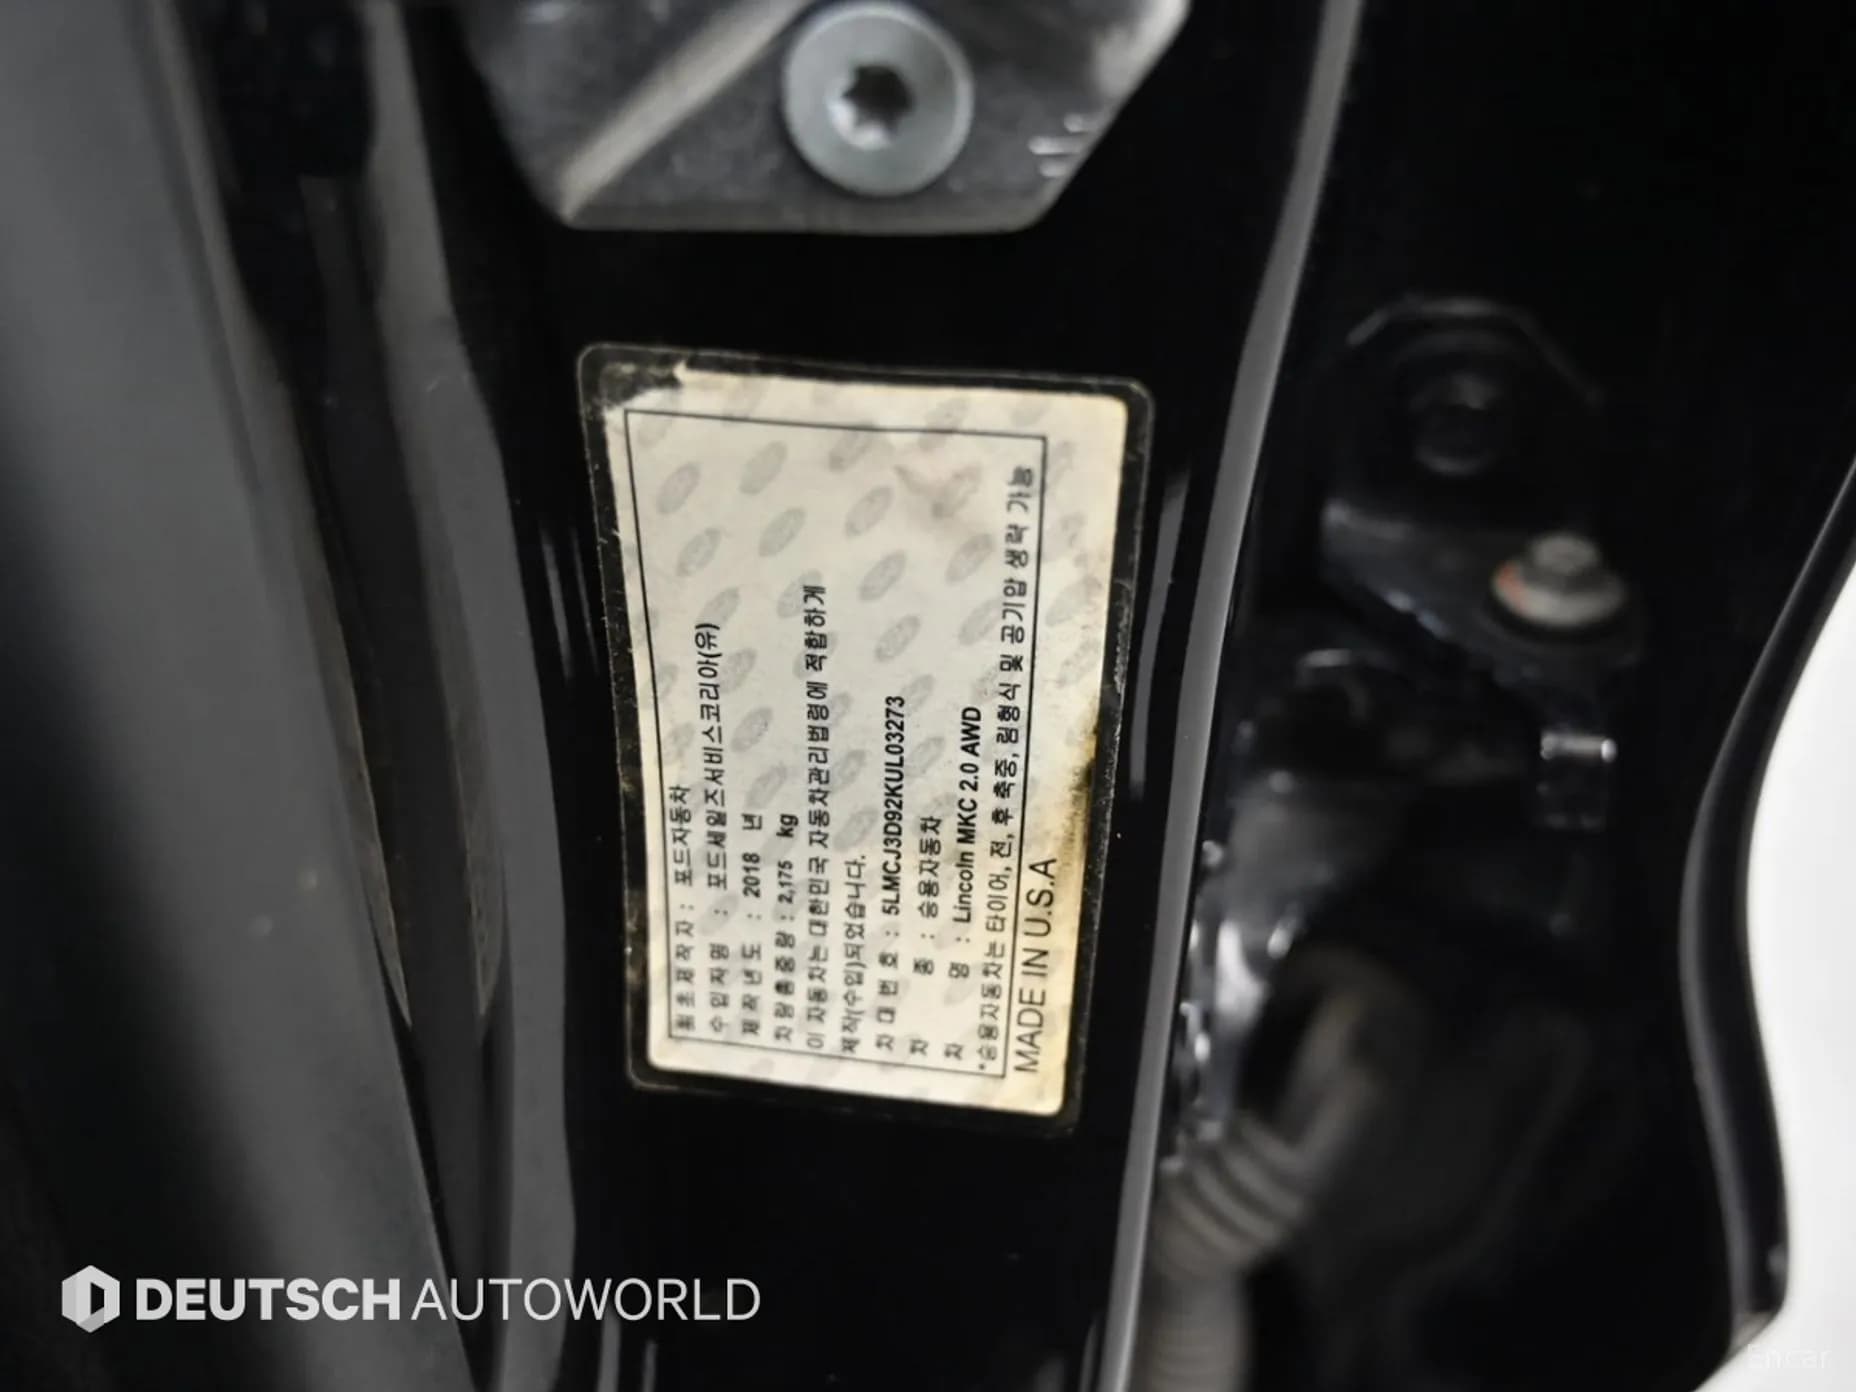 최초제작자 : 포드자동차
수입자명 : 포드세일즈서비스코리아(유)
제작년도 : 2018 년
차량총중량 : 2,175 kg
이 자동차는 대한민국 자동차관리법령에 적합하게
제작(수입)되었습니다.
차대번호 : 5LMCJ3D92KUL03273
차 종 : 승용자동차
차 명 : Lincoln MKC 2.0 AWD
*승용자동차는 타이어, 전, 후 축중, 림형식 및 공기압 생략 가능
MADE IN U.S.A
DEUTSCH AUTOWORLD
Encar